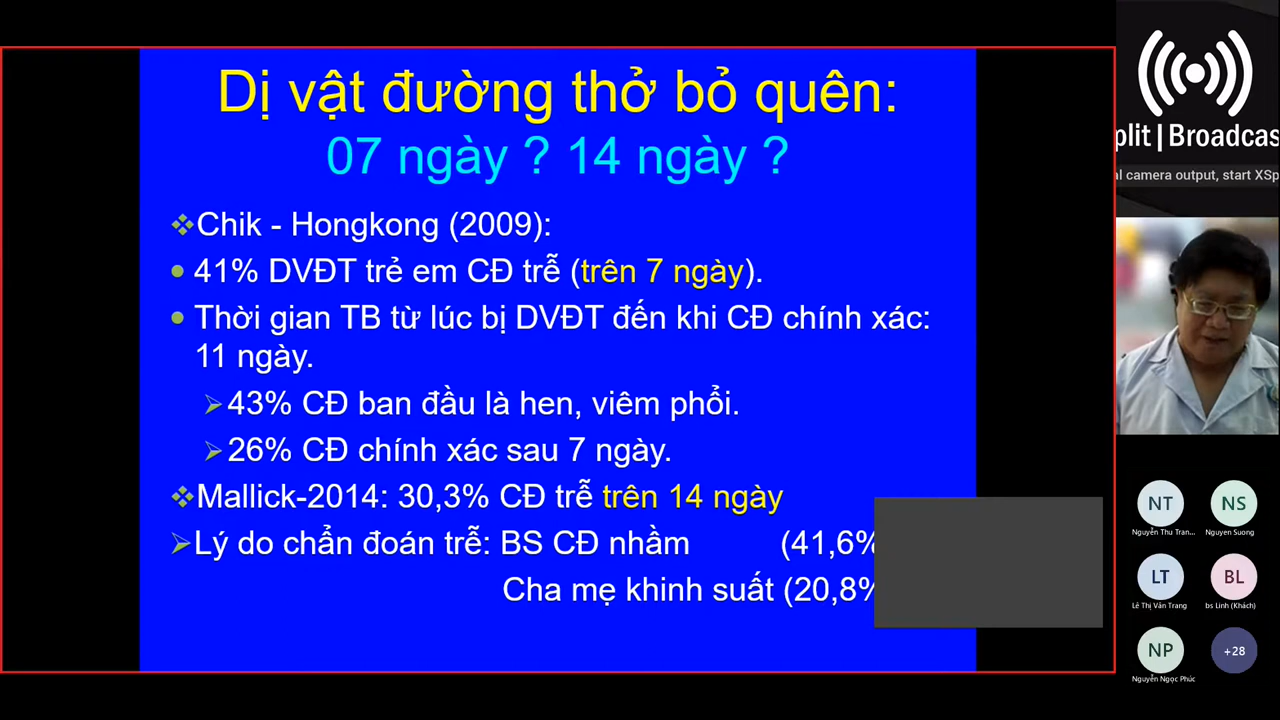 Dị vật đường thở bỏ quên:
07 ngày ? 14 ngày ?
Chik - Hongkong (2009):
41% DVĐT trẻ em CĐ trễ (trên 7 ngày).
Thời gian TB từ lúc bị DVĐT đến khi CĐ chính xác:
11 ngày.
43% CĐ ban đầu là hen, viêm phổi.
26% CĐ chính xác sau 7 ngày.
Mallick-2014: 30,3% CĐ trễ trên 14 ngày
Lý do chẩn đoán trễ: BS CĐ nhầm (41,6%
Cha mẹ khinh suất (20,8%
plit | Broadcas
al camera output, start XSp
NT
Nguyễn Thu Tran...
NS
Nguyen Suong
LT
Lê Thị Vân Trang
BL
bs Linh (Khách)
NP
Nguyễn Ngọc Phúc
+28